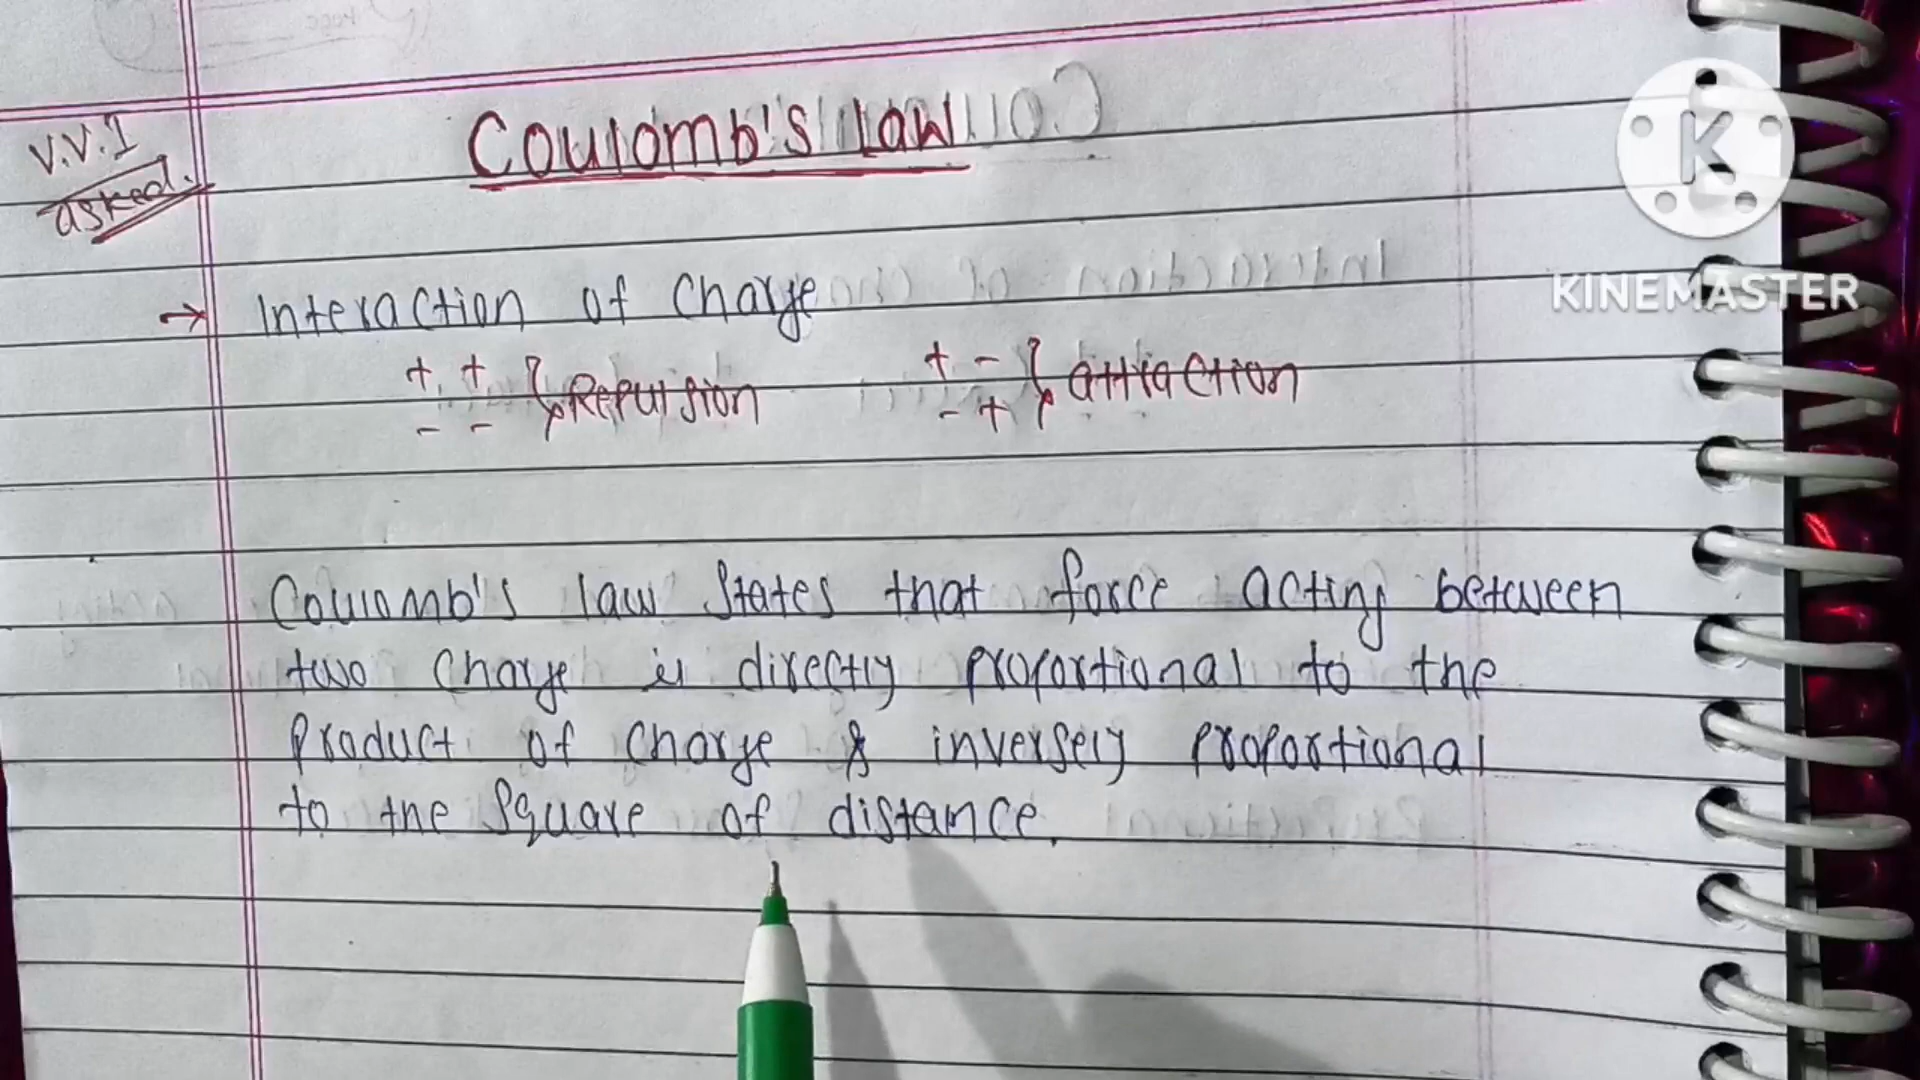 V.V.I
asked.
Coulomb's law
→ Interaction of Charge
+ + } Repulsion + - } attraction
- - - +
Coulomb's law states that force acting between
two Charge is directly proportional to the
Product of Charge & inversely proportional
to the square of distance.
K
KINEMASTER